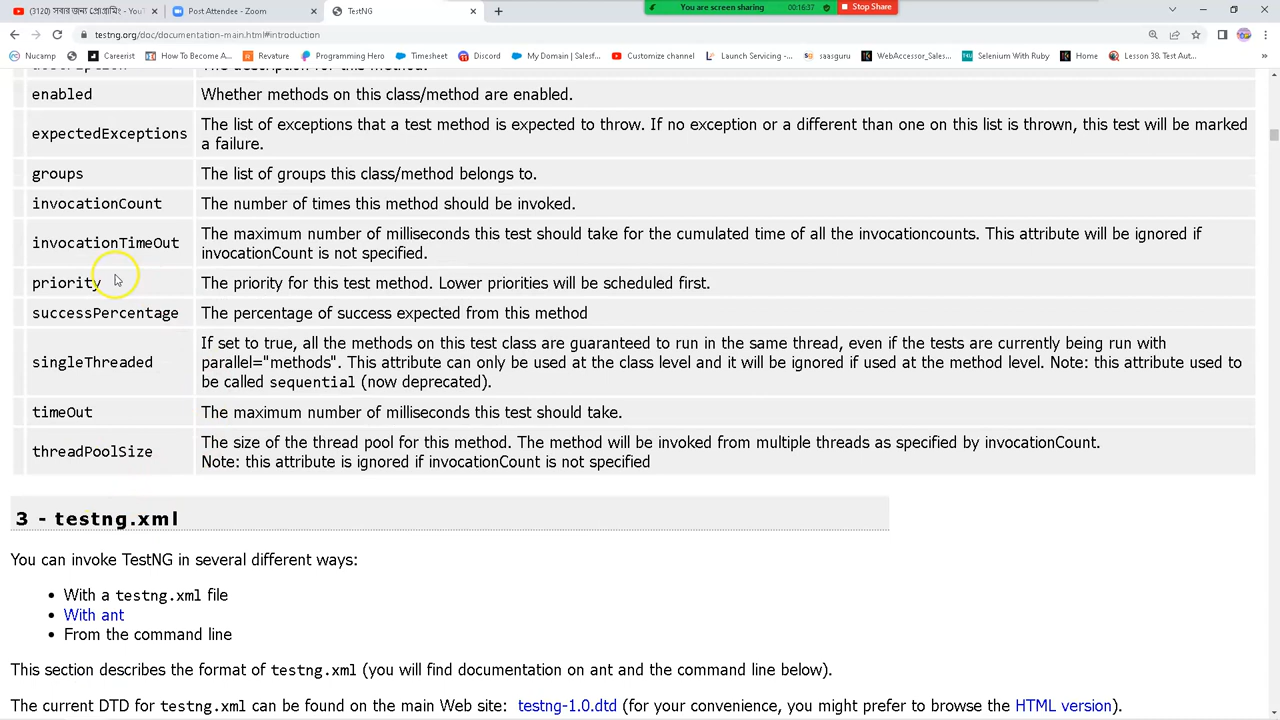 (3120) সবার জন্য প্রোগ্রামিং - You
Post Attendee - Zoom
TestNG
You are screen sharing
00:16:37
Stop Share
testng.org/doc/documentation-main.html#introduction
Nucamp
Careerist
How To Become A...
Revature
Programming Hero
Timesheet
Discord
My Domain | Salesf...
Customize channel
Launch Servicing -...
sg saasguru
WebAccessor_Sales...
Selenium With Ruby
Home
Lesson 38. Test Aut...
description The description for this method.
enabled Whether methods on this class/method are enabled.
expectedExceptions The list of exceptions that a test method is expected to throw. If no exception or a different than one on this list is thrown, this test will be marked
a failure.
groups The list of groups this class/method belongs to.
invocationCount The number of times this method should be invoked.
invocationTimeOut The maximum number of milliseconds this test should take for the cumulated time of all the invocationcounts. This attribute will be ignored if
invocationCount is not specified.
priority The priority for this test method. Lower priorities will be scheduled first.
successPercentage The percentage of success expected from this method
singleThreaded If set to true, all the methods on this test class are guaranteed to run in the same thread, even if the tests are currently being run with
parallel="methods". This attribute can only be used at the class level and it will be ignored if used at the method level. Note: this attribute used to
be called sequential (now deprecated).
timeOut The maximum number of milliseconds this test should take.
threadPoolSize The size of the thread pool for this method. The method will be invoked from multiple threads as specified by invocationCount.
Note: this attribute is ignored if invocationCount is not specified
3 - testng.xml
You can invoke TestNG in several different ways:
• With a testng.xml file
• With ant
• From the command line
This section describes the format of testng.xml (you will find documentation on ant and the command line below).
The current DTD for testng.xml can be found on the main Web site: testng-1.0.dtd (for your convenience, you might prefer to browse the HTML version).